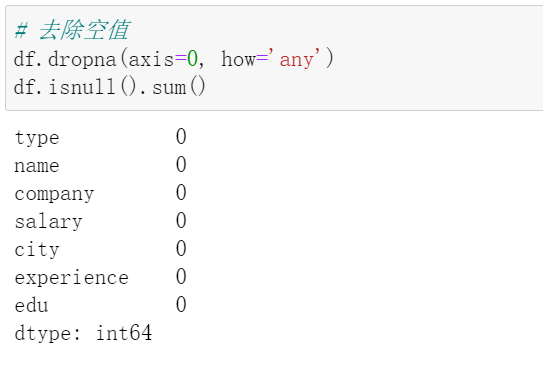 # 去除空值
df.dropna(axis=0, how='any')
df.isnull().sum()
type 0
name 0
company 0
salary 0
city 0
experience 0
edu 0
dtype: int64